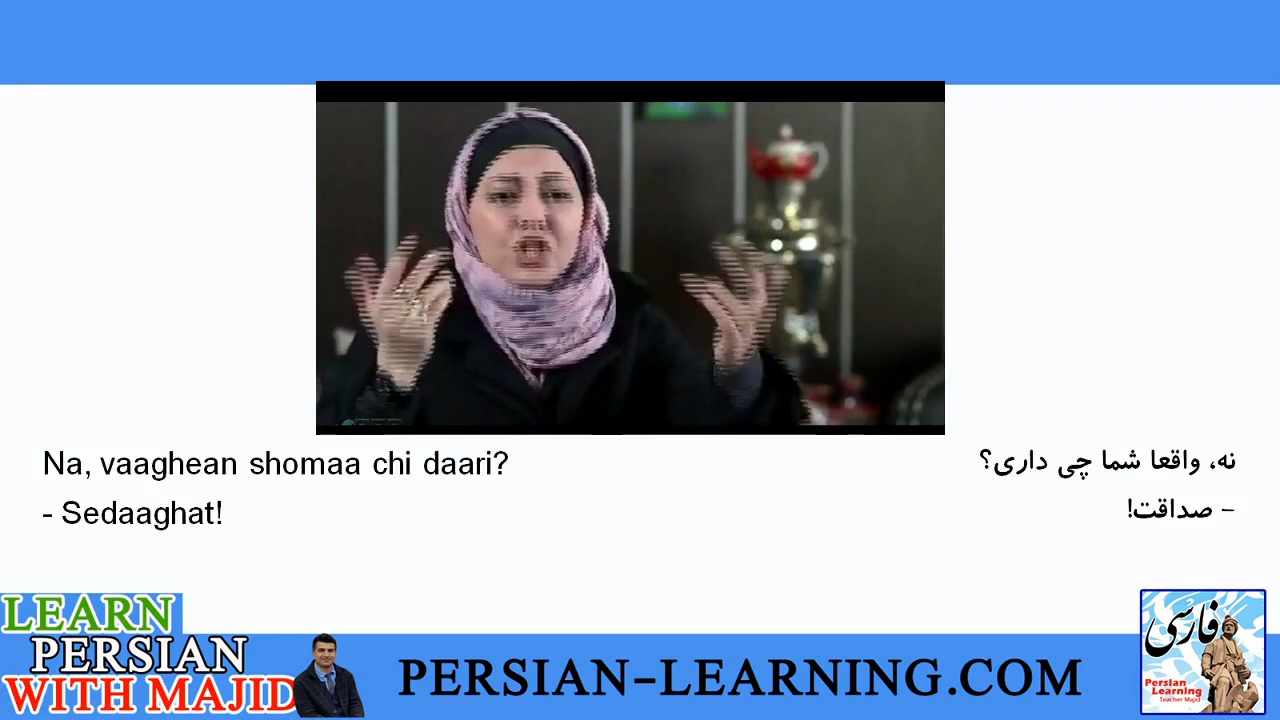 Na, vaaghean shomaa chi daari?
- Sedaaghat!
نه، واقعا شما چی داری؟
– صداقت!
LEARN
PERSIAN
WITH MAJID
PERSIAN-LEARNING.COM
فارسی
Persian
Learning
Teacher Majid